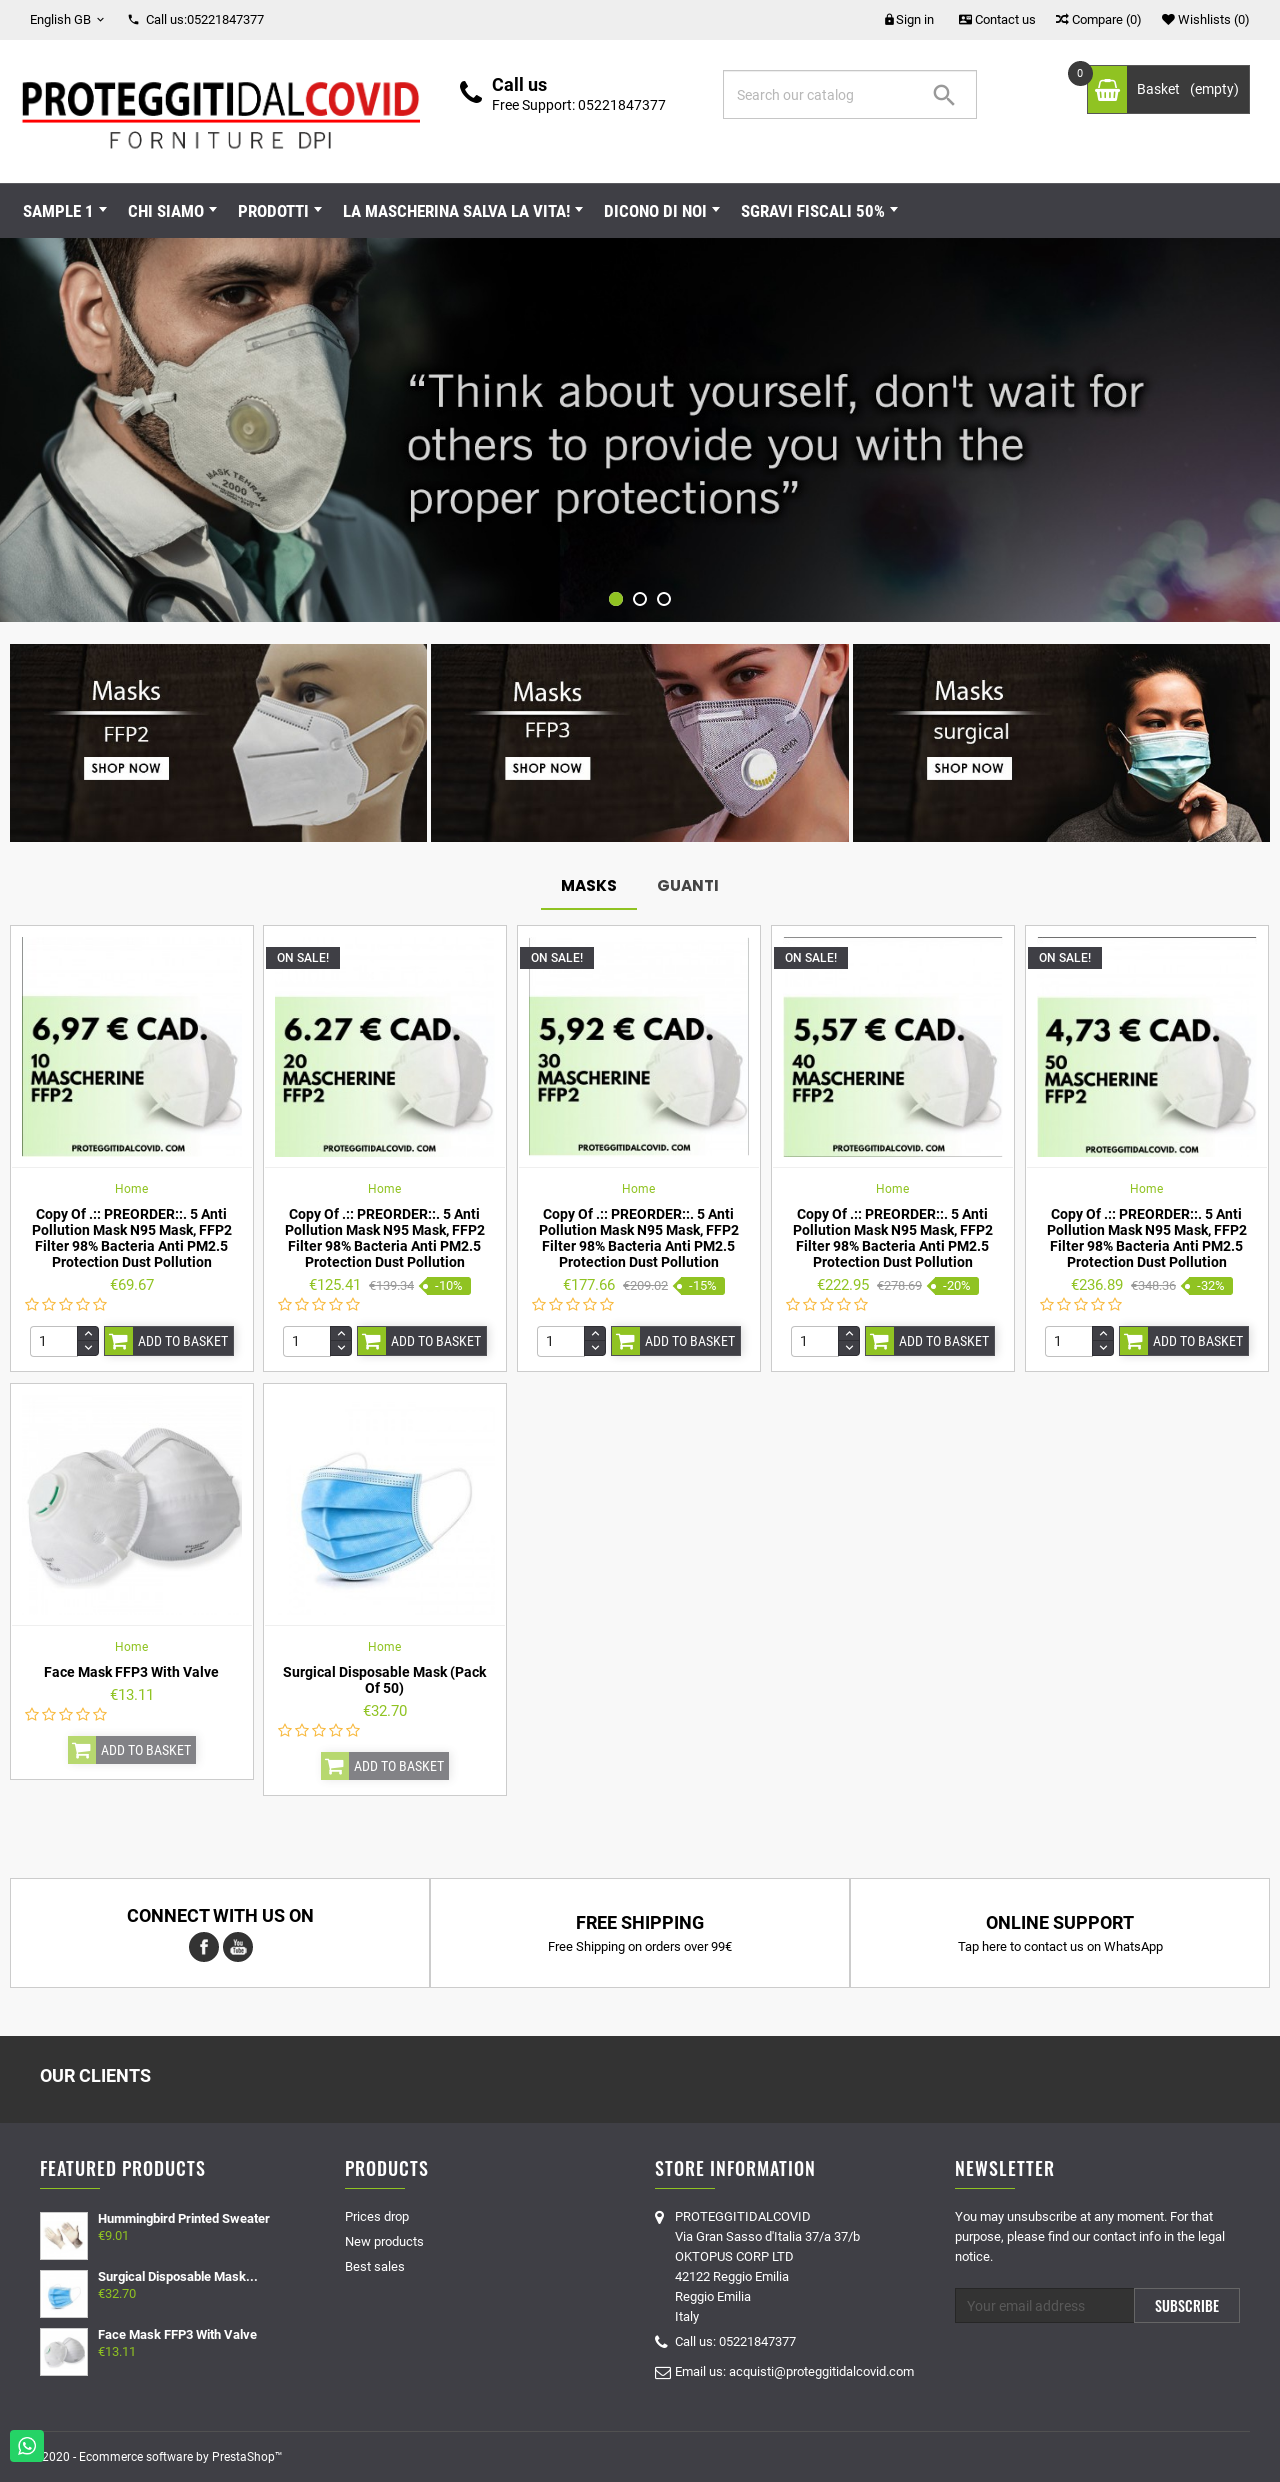 English GB
Call us:05221847377
Sign in
Contact us
Compare (0)
Wishlists (0)
PROTEGGITIDALCOVID
FORNITURE DPI
Call us
Free Support: 05221847377
Search our catalog
0
Basket (empty)
SAMPLE 1
CHI SIAMO
PRODOTTI
LA MASCHERINA SALVA LA VITA!
DICONO DI NOI
SGRAVI FISCALI 50%
MASK TEHRAN
2000
“Think about yourself, don't wait for
others to provide you with the
proper protections”
Masks
FFP2
SHOP NOW
Masks
FFP3
SHOP NOW
KN95
Masks
surgical
SHOP NOW
MASKS
GUANTI
6,97 € CAD.
10
MASCHERINE
FFP2
PROTEGGITIDALCOVID. COM
Home
Copy Of .:: PREORDER::. 5 Anti
Pollution Mask N95 Mask, FFP2
Filter 98% Bacteria Anti PM2.5
Protection Dust Pollution
€69.67
1
ADD TO BASKET
ON SALE!
6.27 € CAD.
20
MASCHERINE
FFP2
PROTEGGITIDALCOVID. COM
Home
Copy Of .:: PREORDER::. 5 Anti
Pollution Mask N95 Mask, FFP2
Filter 98% Bacteria Anti PM2.5
Protection Dust Pollution
€125.41 €139.34 -10%
1
ADD TO BASKET
ON SALE!
5,92 € CAD.
30
MASCHERINE
FFP2
PROTEGGITIDALCOVID. COM
Home
Copy Of .:: PREORDER::. 5 Anti
Pollution Mask N95 Mask, FFP2
Filter 98% Bacteria Anti PM2.5
Protection Dust Pollution
€177.66 €209.02 -15%
1
ADD TO BASKET
ON SALE!
5,57 € CAD.
40
MASCHERINE
FFP2
PROTEGGITIDALCOVID. COM
Home
Copy Of .:: PREORDER::. 5 Anti
Pollution Mask N95 Mask, FFP2
Filter 98% Bacteria Anti PM2.5
Protection Dust Pollution
€222.95 €278.69 -20%
1
ADD TO BASKET
ON SALE!
4,73 € CAD.
50
MASCHERINE
FFP2
PROTEGGITIDALCOVID. COM
Home
Copy Of .:: PREORDER::. 5 Anti
Pollution Mask N95 Mask, FFP2
Filter 98% Bacteria Anti PM2.5
Protection Dust Pollution
€236.89 €348.36 -32%
1
ADD TO BASKET
Home
Face Mask FFP3 With Valve
€13.11
ADD TO BASKET
Home
Surgical Disposable Mask (Pack
Of 50)
€32.70
ADD TO BASKET
CONNECT WITH US ON
You
Tube
FREE SHIPPING
Free Shipping on orders over 99€
ONLINE SUPPORT
Tap here to contact us on WhatsApp
OUR CLIENTS
FEATURED PRODUCTS
Hummingbird Printed Sweater
€9.01
Surgical Disposable Mask...
€32.70
Face Mask FFP3 With Valve
€13.11
PRODUCTS
Prices drop
New products
Best sales
STORE INFORMATION
PROTEGGITIDALCOVID
Via Gran Sasso d'Italia 37/a 37/b
OKTOPUS CORP LTD
42122 Reggio Emilia
Reggio Emilia
Italy
Call us: 05221847377
Email us: acquisti@proteggitidalcovid.com
NEWSLETTER
You may unsubscribe at any moment. For that
purpose, please find our contact info in the legal
notice.
Your email address
SUBSCRIBE
2020 - Ecommerce software by PrestaShop™